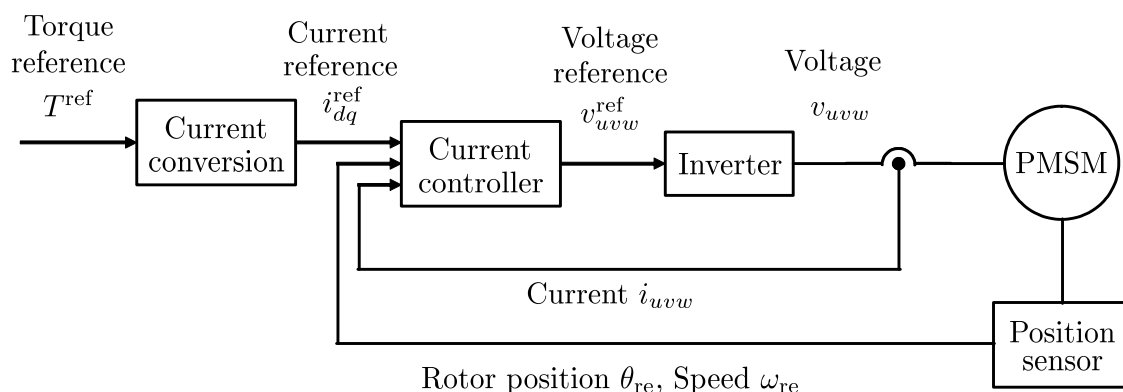 Torque
reference
T^ref
Current
reference
i_dq^ref
Voltage
reference
v_uvw^ref
Voltage
v_uvw
Current
conversion
Current
controller
Inverter
PMSM
Current i_uvw
Position
sensor
Rotor position θ_re, Speed ω_re